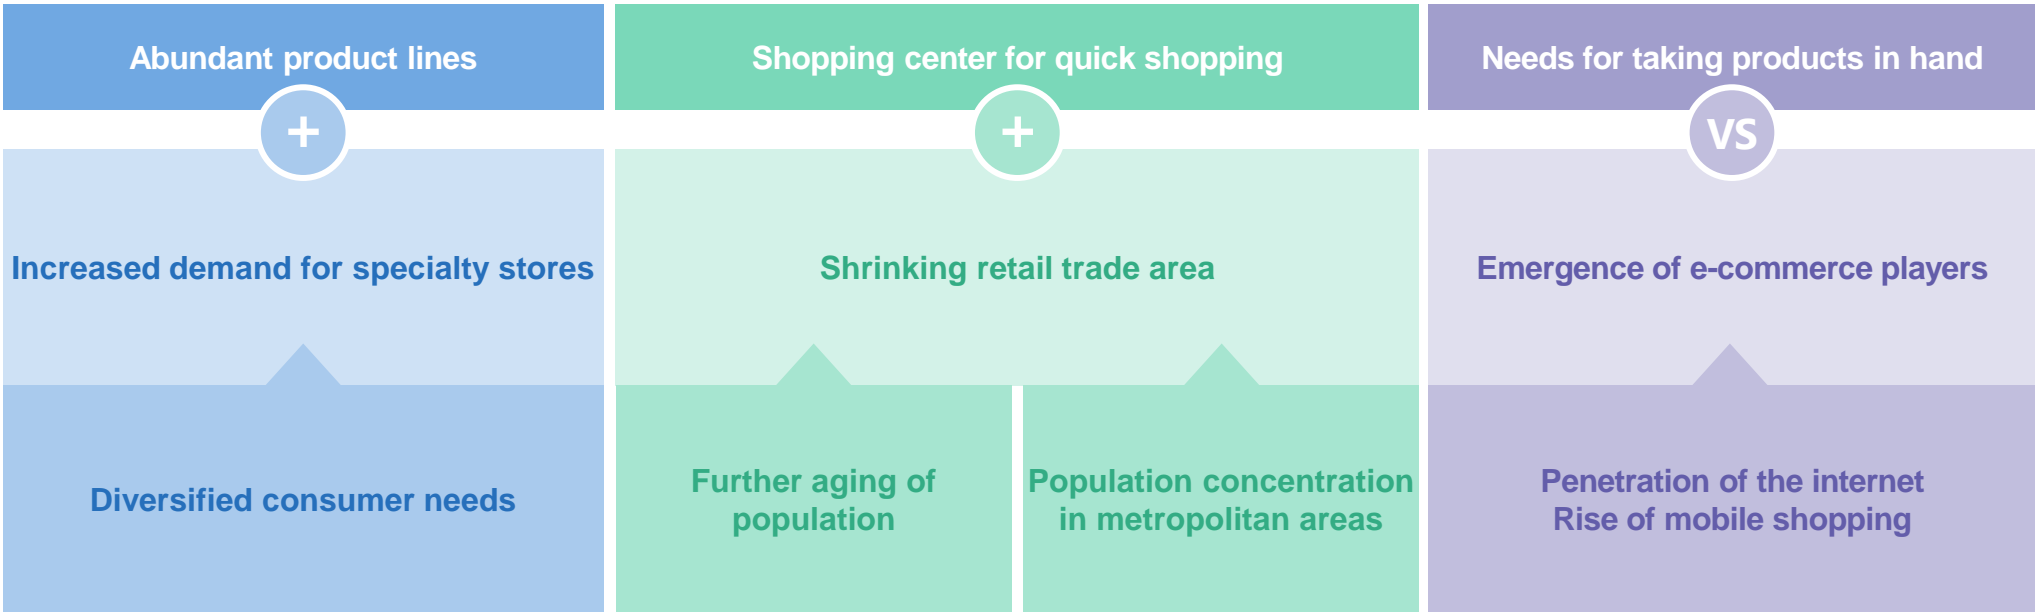 Abundant product lines
Shopping center for quick shopping
Needs for taking products in hand
+
+
VS
Increased demand for specialty stores
Shrinking retail trade area
Emergence of e-commerce players
Diversified consumer needs
Further aging of
population
Population concentration
in metropolitan areas
Penetration of the internet
Rise of mobile shopping